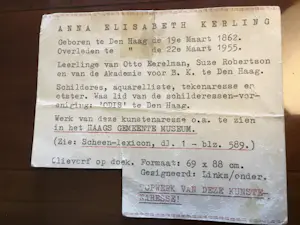 ANNA ELISABETH KERLING
Geboren te Den Haag de 19e Maart 1862.
Overleden te " de 22e Maart 1955.
Leerlinge van Otto Eerelman, Suze Robertson
en van de Akademie voor B. K. te Den Haag.
Schilderes, aquarelliste, tekenaresse en
etster. Was lid van de schilderessen-vor-
eniging: 'ODIS' te Den Haag.
Werk van deze kunstenaresse o.a. te zien
in het HAAGS GEMEENTE MUSEUM.
(Zie: Scheen-lexicon, dl. 1 - blz. 589.)
Olieverf op doek. Formaat: 69 x 88 cm.
Gesigneerd: Links/onder.
TOPWERK VAN DEZE KUNSTE-
NARESSE!